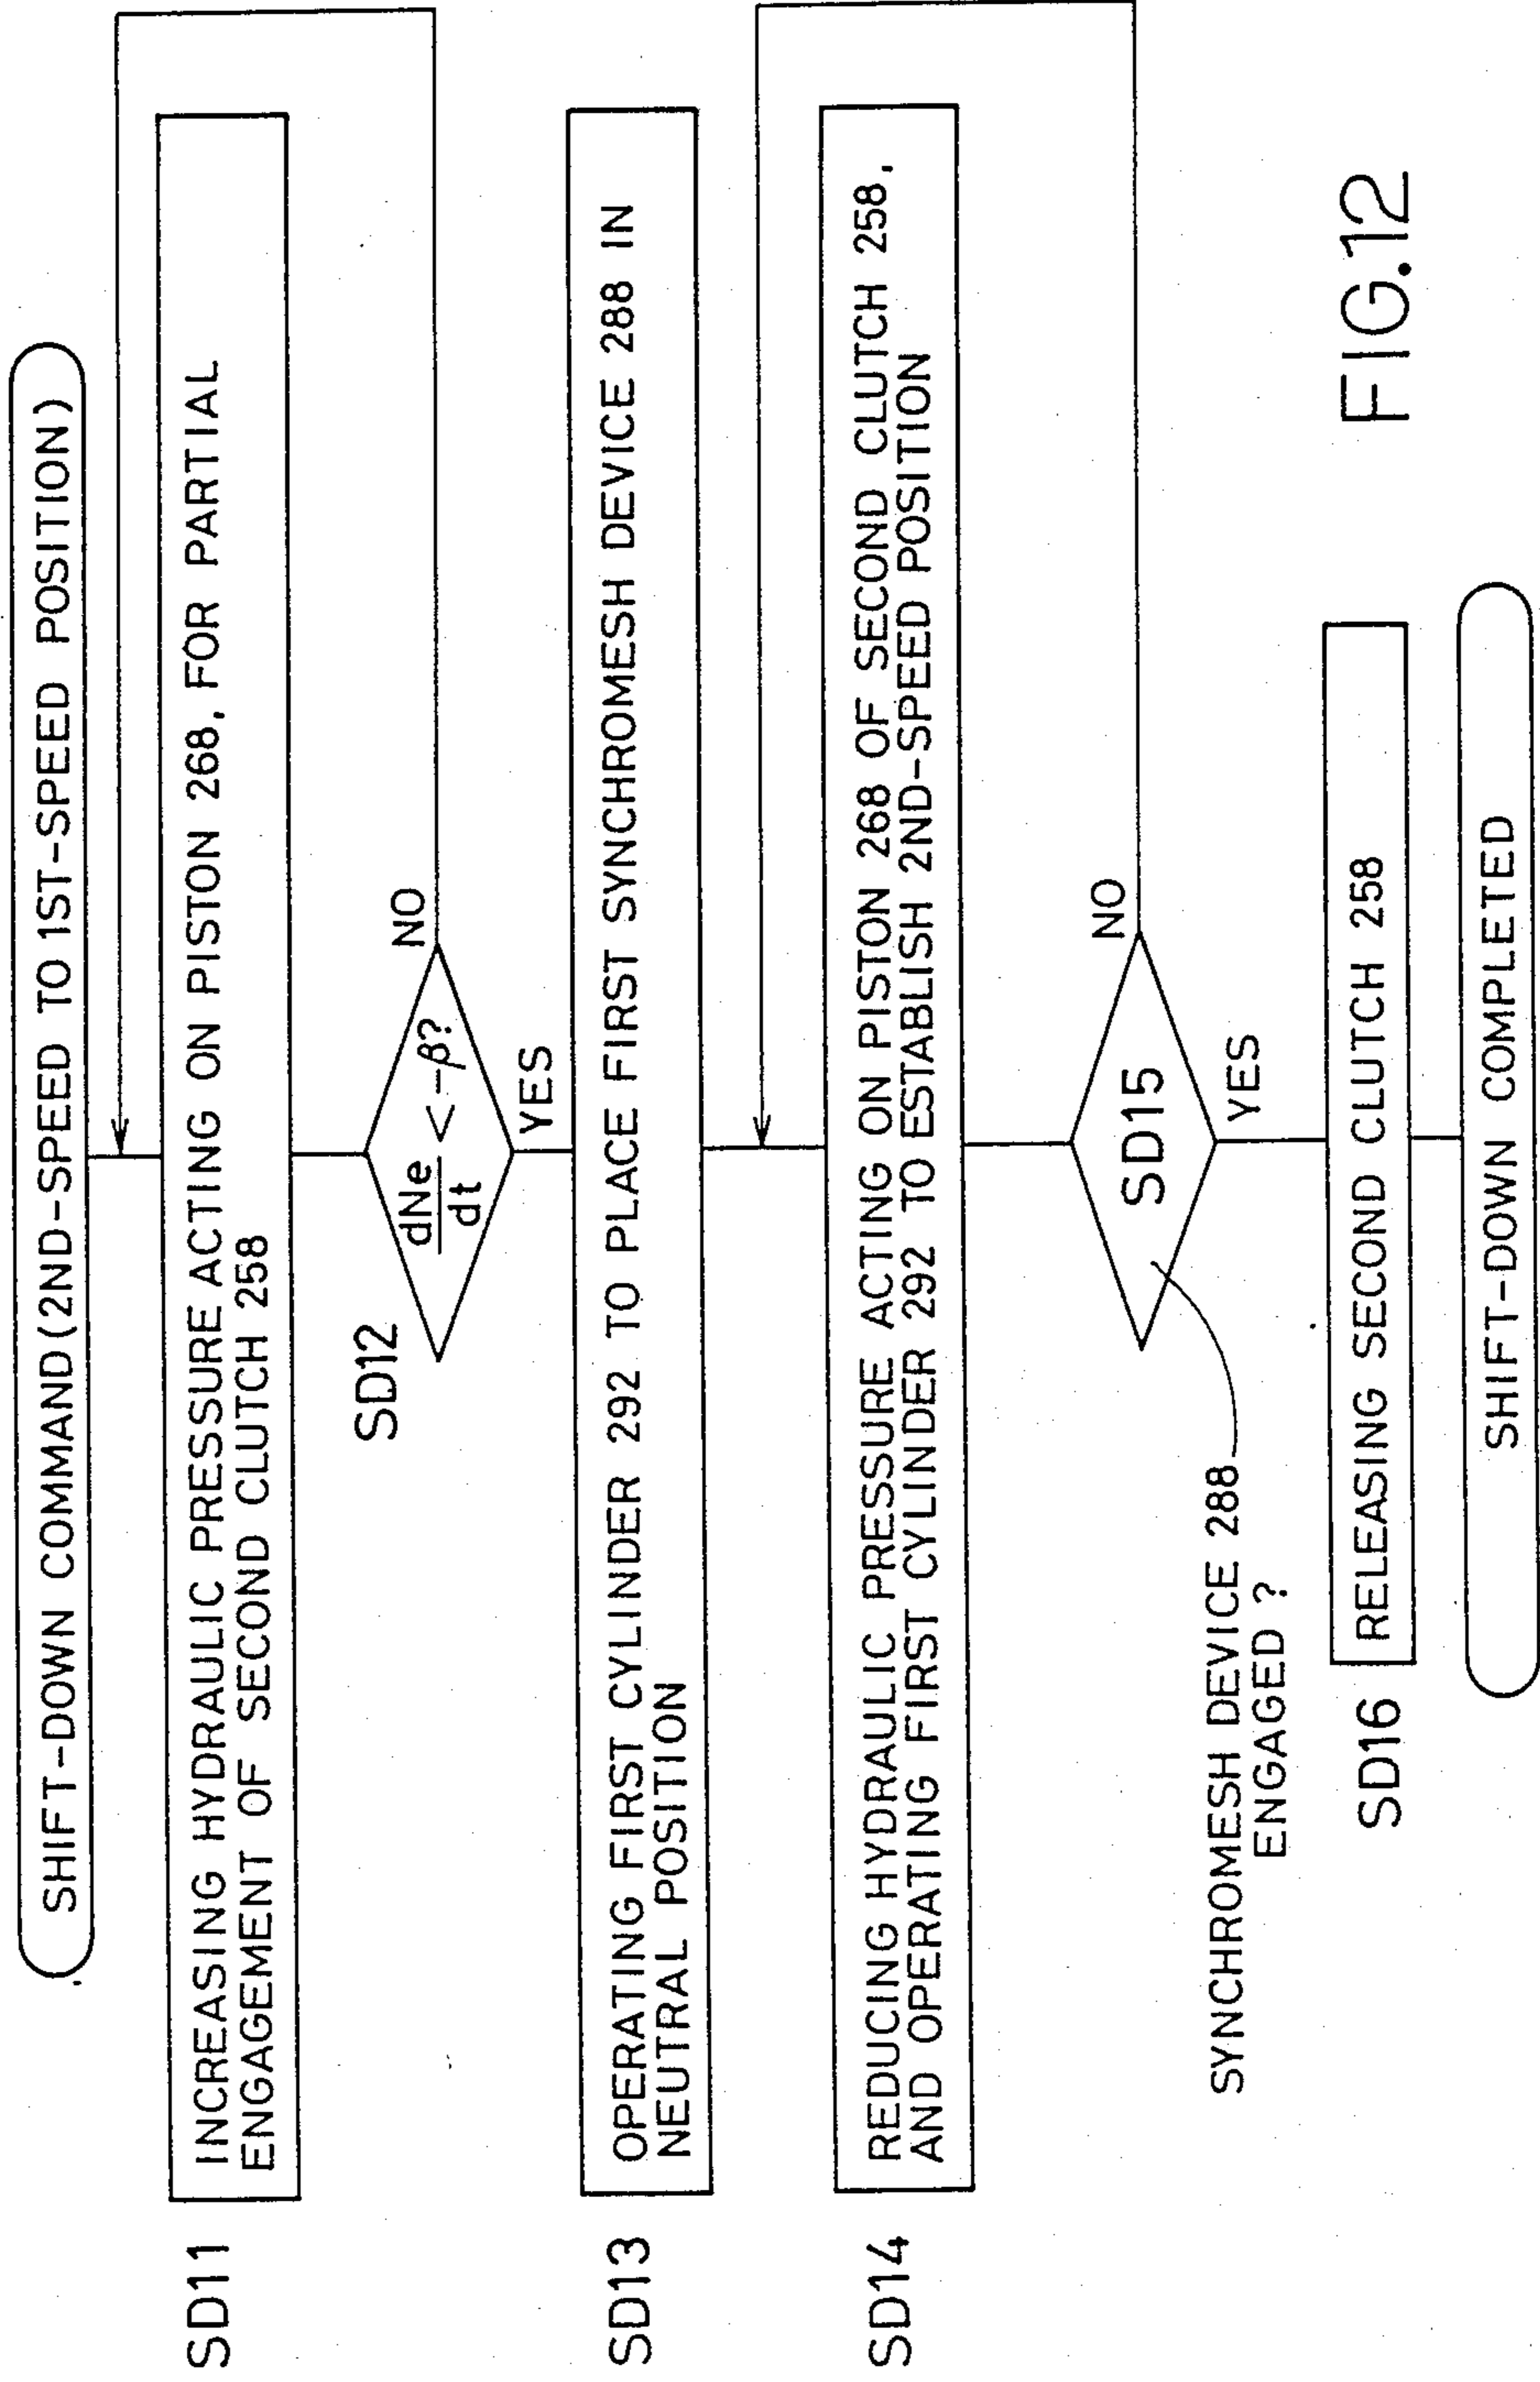 SHIFT-DOWN COMMAND (2ND-SPEED TO 1ST-SPEED POSITION)
SD11
INCREASING HYDRAULIC PRESSURE ACTING ON PISTON 268, FOR PARTIAL
ENGAGEMENT OF SECOND CLUTCH 258
SD12
dNe
dt
< -β?
NO
YES
SD13
OPERATING FIRST CYLINDER 292 TO PLACE FIRST SYNCHROMESH DEVICE 288 IN
NEUTRAL POSITION
SD14
REDUCING HYDRAULIC PRESSURE ACTING ON PISTON 268 OF SECOND CLUTCH 258,
AND OPERATING FIRST CYLINDER 292 TO ESTABLISH 2ND-SPEED POSITION
SD15
NO
SYNCHROMESH DEVICE 288
ENGAGED ?
YES
SD16
RELEASING SECOND CLUTCH 258
SHIFT-DOWN COMPLETED
FIG.12